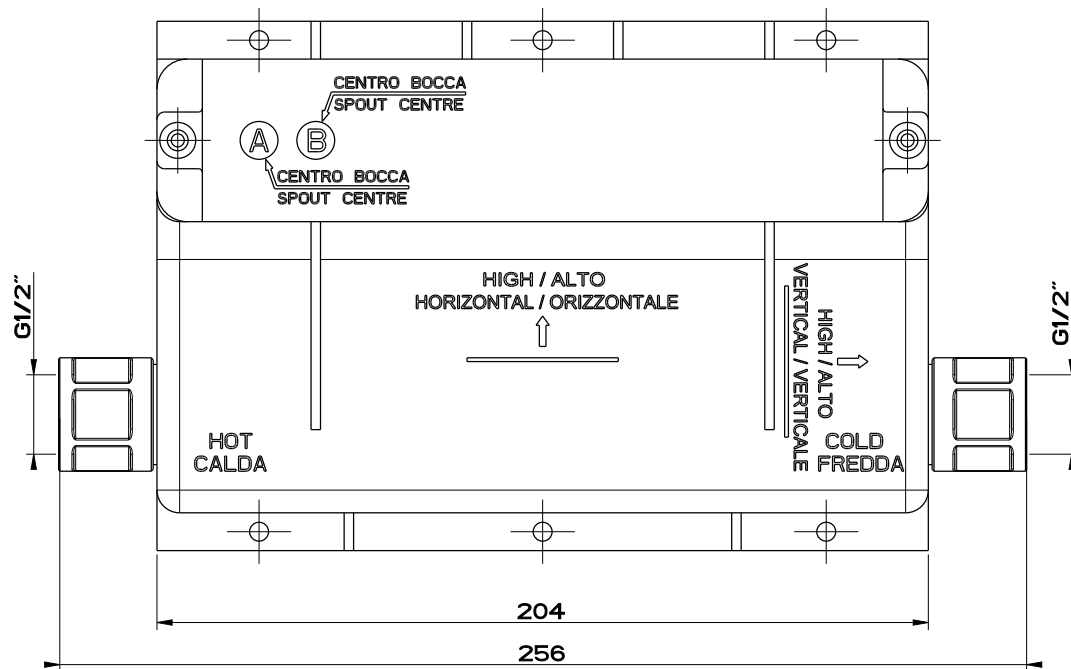 CENTRO BOCCA
SPOUT CENTRE
A
B
CENTRO BOCCA
SPOUT CENTRE
HIGH / ALTO
HORIZONTAL / ORIZZONTALE
HIGH / ALTO
VERTICAL / VERTICALE
G1/2"
G1/2"
HOT
CALDA
COLD
FREDDA
204
256